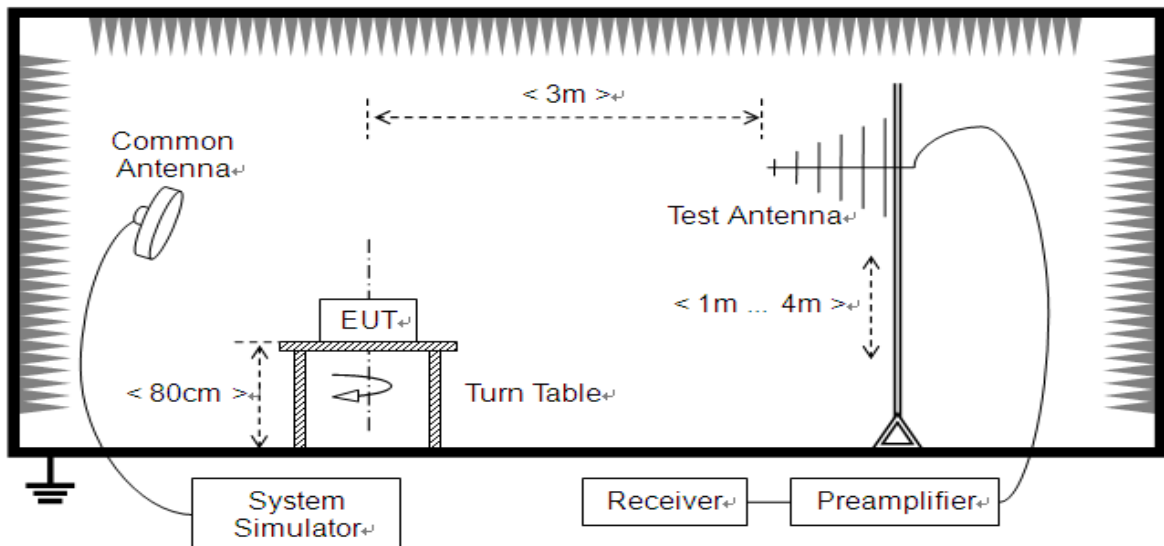 < 3m >↵
Common
Antenna↵
Test Antenna↵
< 1m ... 4m >↵
EUT↵
< 80cm >↵
Turn Table↵
System
Simulator↵
Receiver↵
Preamplifier↵